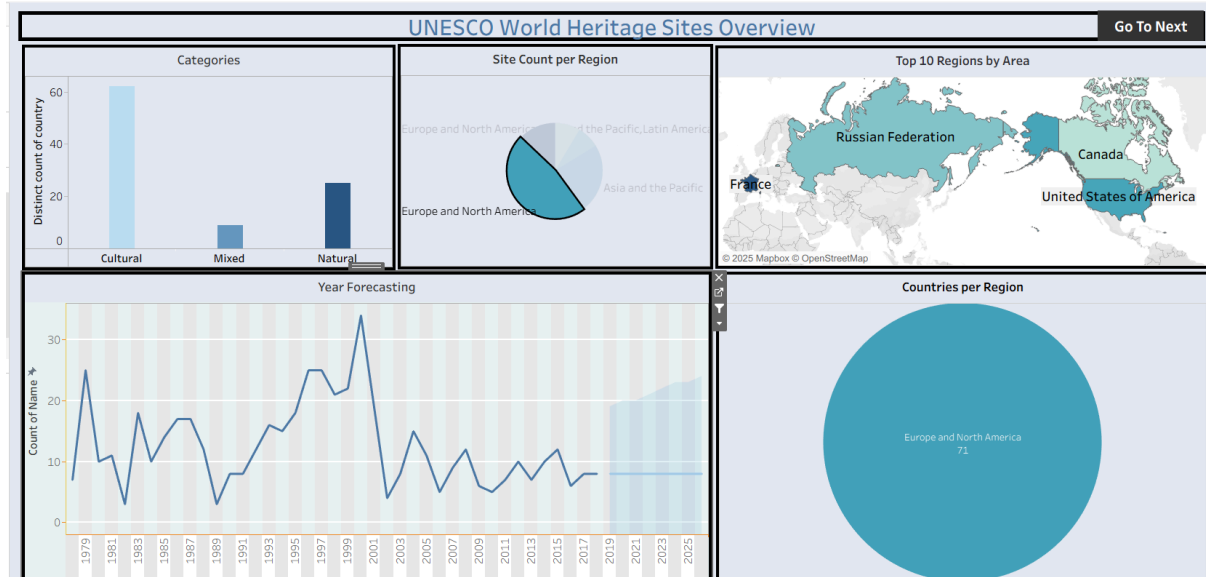 UNESCO World Heritage Sites Overview
Go To Next
Categories
Distinct count of country
60
40
20
0
Cultural
Mixed
Natural
Site Count per Region
Europe and North America
the Pacific,Latin America
Asia and the Pacific
Europe and North America
Top 10 Regions by Area
Russian Federation
Canada
France
United States of America
© 2025 Mapbox © OpenStreetMap
Year Forecasting
Count of Name
30
20
10
0
1979
1981
1983
1985
1987
1989
1991
1993
1995
1997
1999
2001
2003
2005
2007
2009
2011
2013
2015
2017
2019
2021
2023
2025
Countries per Region
Europe and North America
71